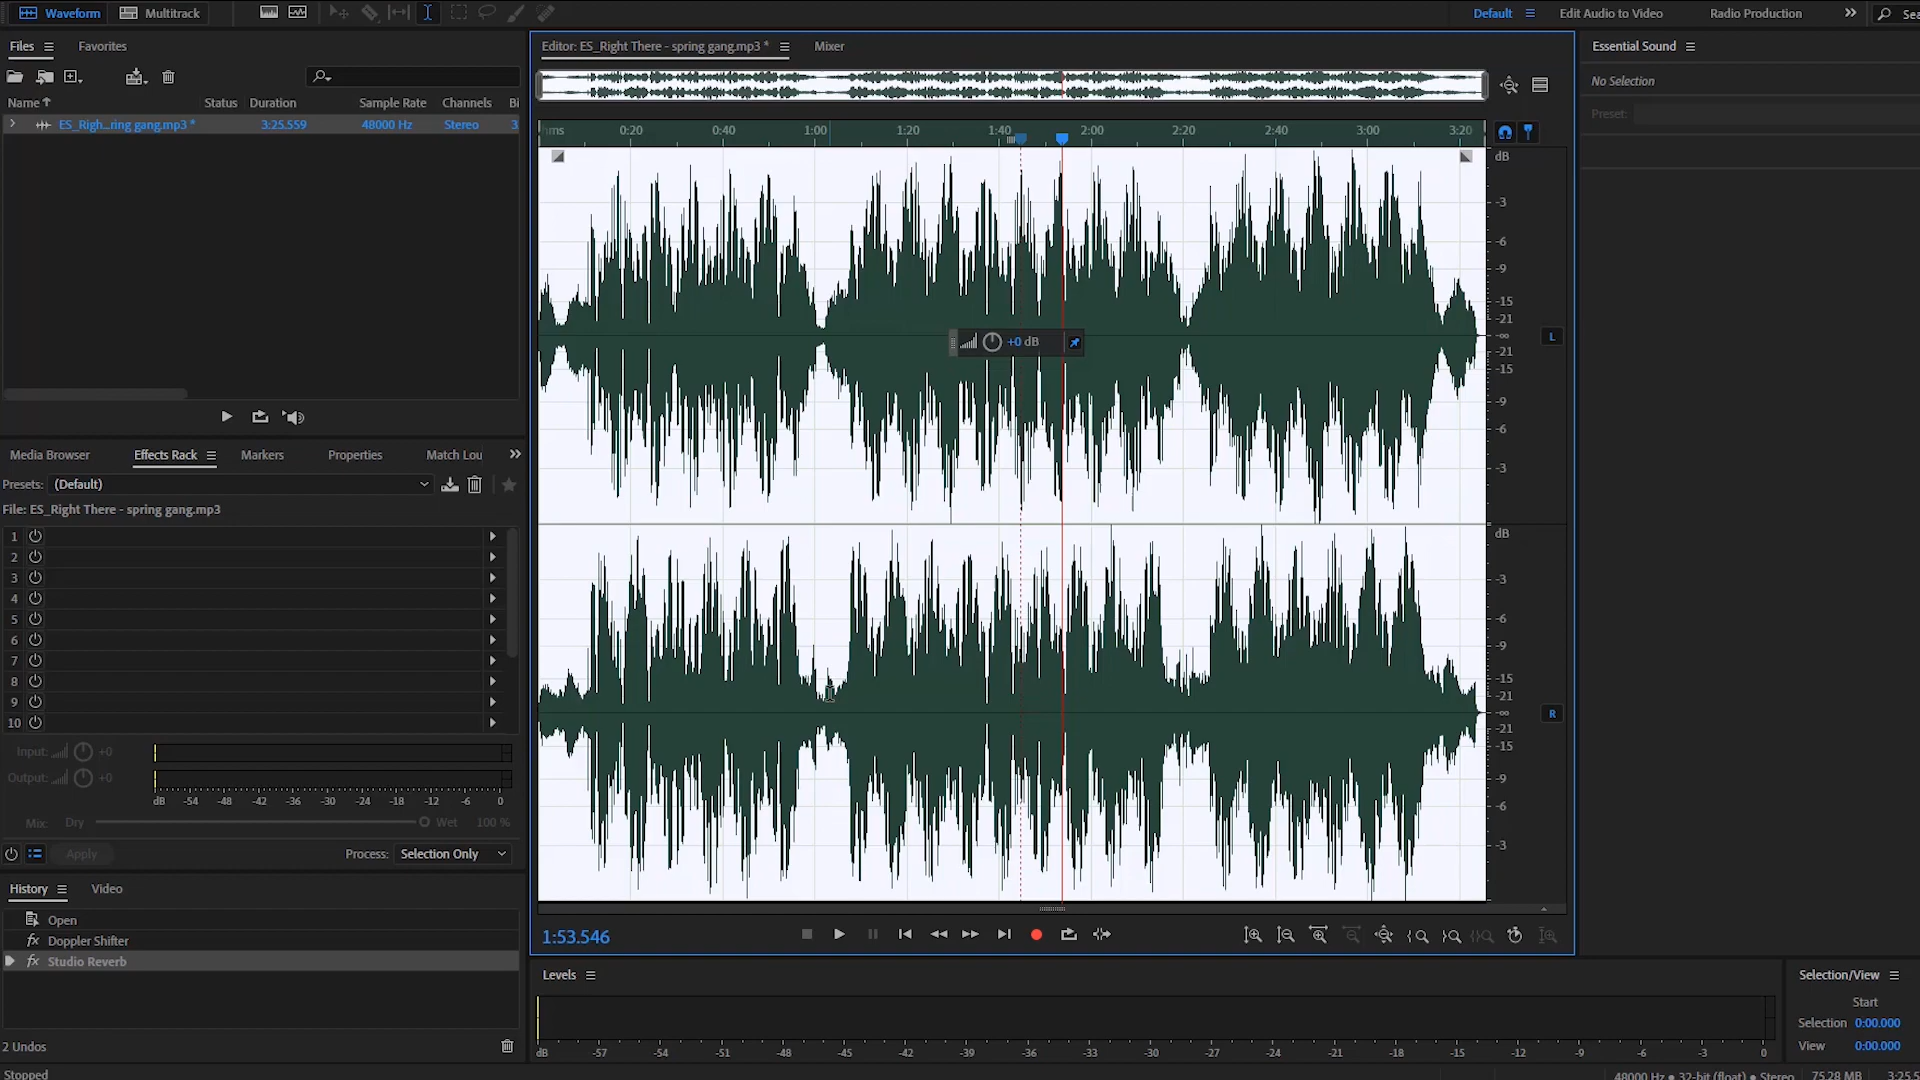 Waveform Multitrack Default Edit Audio to Video Radio Production Sea
Files Favorites
Name Status Duration Sample Rate Channels Bi
ES_Righ...ring gang.mp3 * 3:25.559 48000 Hz Stereo 3
Media Browser Effects Rack Markers Properties Match Lou
Presets: (Default)
File: ES_Right There - spring gang.mp3
1
2
3
4
5
6
7
8
9
10
Input: +0
Output: +0
dB -54 -48 -42 -36 -30 -24 -18 -12 -6 0
Mix: Dry Wet 100 %
Apply Process: Selection Only
History Video
Open
Doppler Shifter
Studio Reverb
2 Undos
Stopped
Editor: ES_Right There - spring gang.mp3 * Mixer
hms 0:20 0:40 1:00 1:20 1:40 2:00 2:20 2:40 3:00 3:20
dB
-3
-6
-9
-15
-21
-∞
-21
-15
-9
-6
-3
L
+0 dB
dB
-3
-6
-9
-15
-21
-∞
-21
-15
-9
-6
-3
R
1:53.546
Levels
dB -57 -54 -51 -48 -45 -42 -39 -36 -33 -30 -27 -24 -21 -18 -15 -12 -9 -6 -3 0
Essential Sound
No Selection
Preset:
Selection/View
Start
Selection 0:00.000
View 0:00.000
48000 Hz • 32-bit (float) • Stereo 75.28 MB 3:25.5